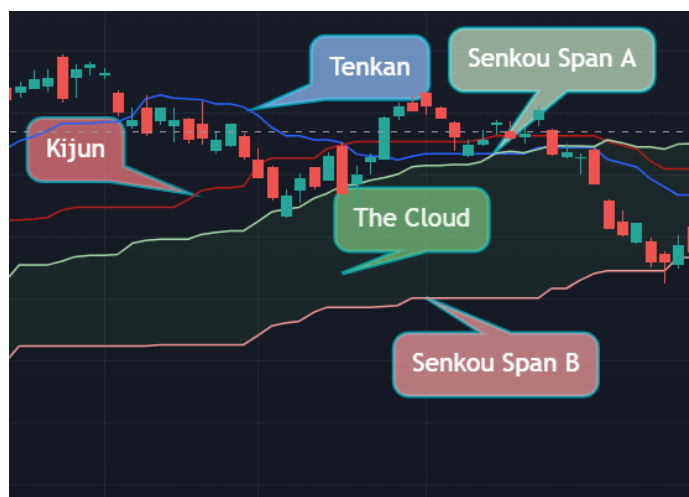 Tenkan
Senkou Span A
Kijun
The Cloud
Senkou Span B